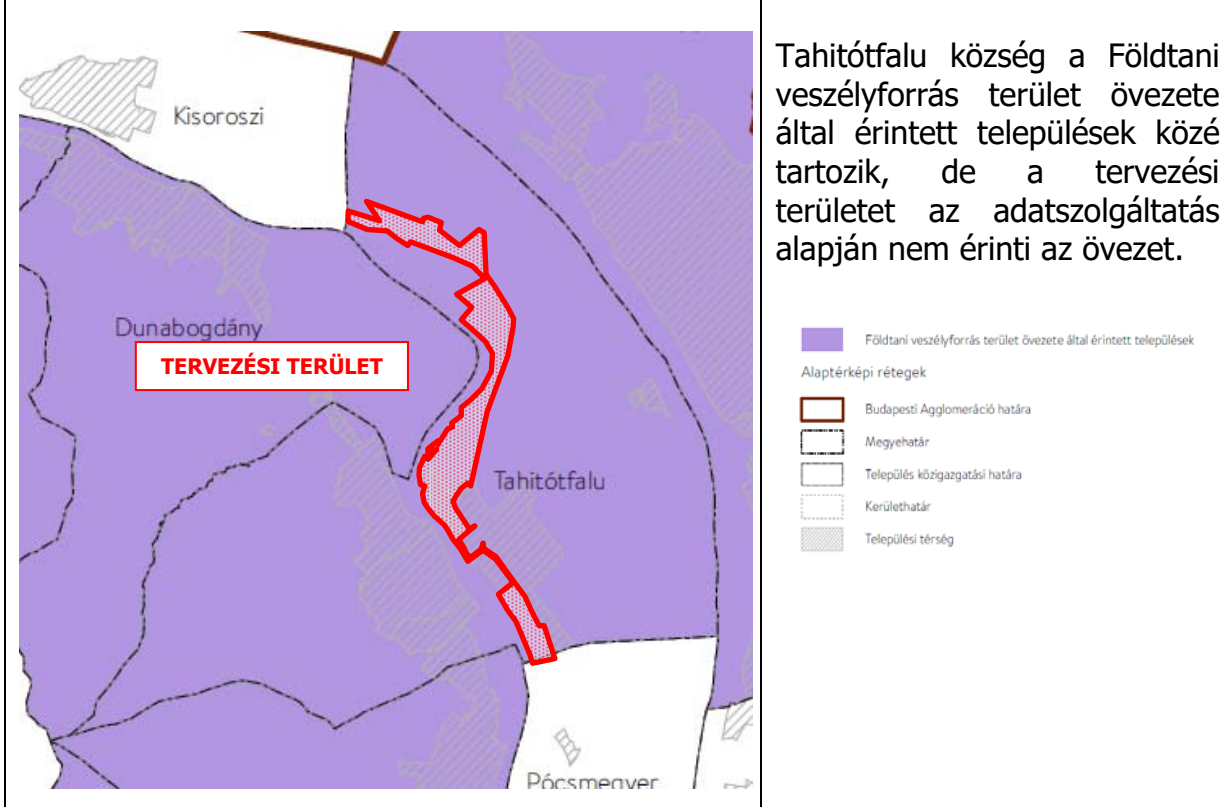 Kisoroszi
Dunabogdány
TERVEZÉSI TERÜLET
Tahitótfalu
Pócsmegyer
Tahitótfalu község a Földtani
veszélyforrás terület övezete
által érintett települések közé
tartozik, de a tervezési
területet az adatszolgáltatás
alapján nem érinti az övezet.
Földtani veszélyforrás terület övezete által érintett települések
Alaptérképi rétegek
Budapesti Agglomeráció határa
Megyehatár
Település közigazgatási határa
Kerülethatár
Települési térség